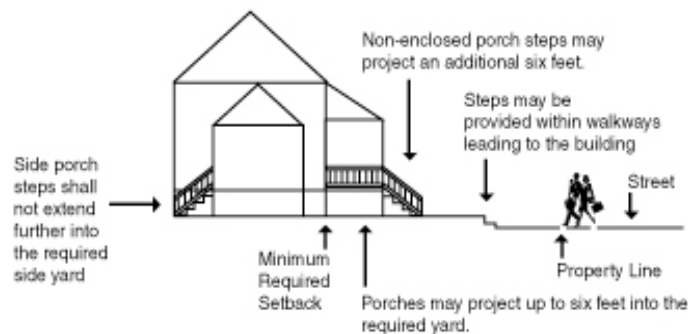 Non-enclosed porch steps may
project an additional six feet.
Steps may be
provided within walkways
leading to the building
Side porch
steps shall
not extend
further into
the required
side yard
Street
Minimum
Required
Setback
Property Line
Porches may project up to six feet into the
required yard.